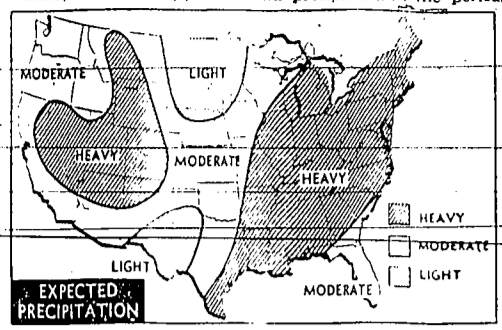 MODERATE
LIGHT
HEAVY
MODERATE
HEAVY
HEAVY
MODERATE
LIGHT
LIGHT
MODERATE
EXPECTED
PRECIPITATION